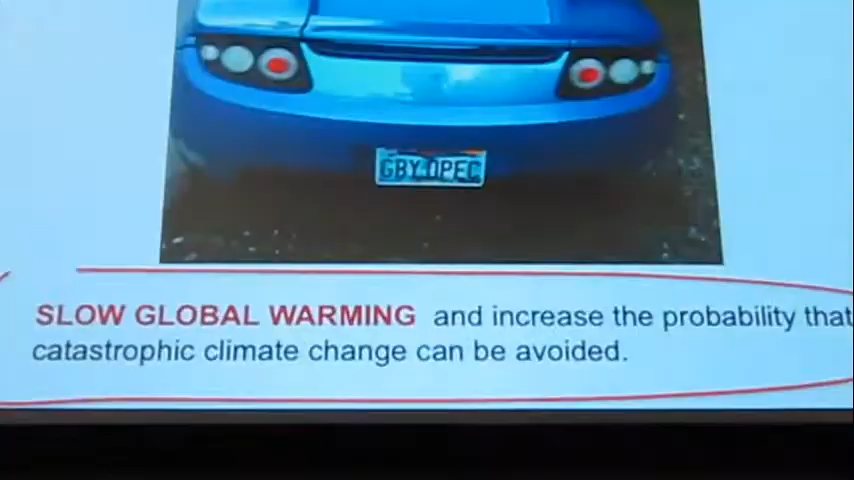 GBY OPEC
SLOW GLOBAL WARMING and increase the probability that
catastrophic climate change can be avoided.